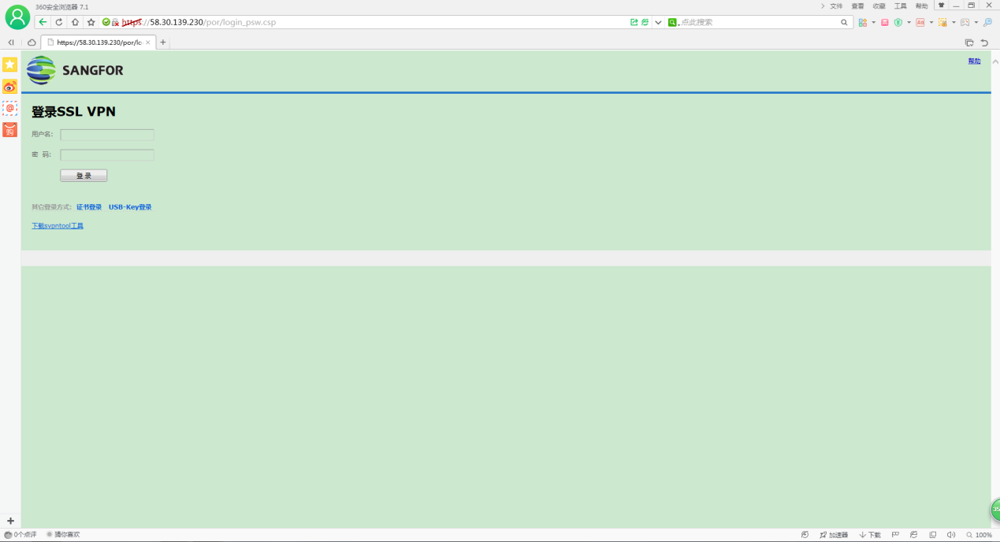 360安全浏览器 7.1
文件 查看 收藏 工具 帮助
https://58.30.139.230/por/login_psw.csp
点此搜索
https://58.30.139.230/por/lo
SANGFOR
帮助
登录SSL VPN
用户名:
密 码:
登 录
其它登录方式: 证书登录 USB-Key登录
下载svpntool工具
@
购
35
0个点评 猜你喜欢
加速器 下载 100%